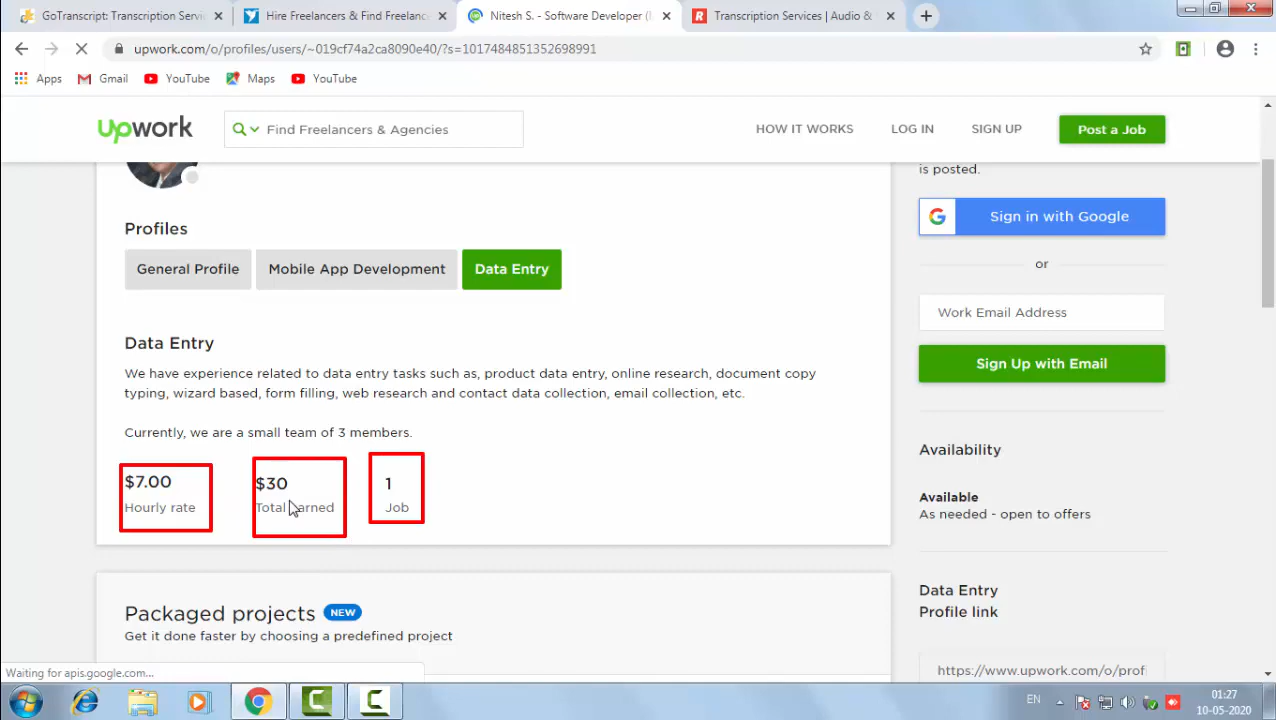 GoTranscript: Transcription Servi
Hire Freelancers & Find Freelanc
Nitesh S. - Software Developer (
Transcription Services | Audio &
upwork.com/o/profiles/users/~019cf74a2ca8090e40/?s=1017484851352698991
Apps
Gmail
YouTube
Maps
YouTube
upwork
Find Freelancers & Agencies
HOW IT WORKS
LOG IN
SIGN UP
Post a Job
is posted.
Sign in with Google
or
Work Email Address
Sign Up with Email
Profiles
General Profile
Mobile App Development
Data Entry
Data Entry
We have experience related to data entry tasks such as, product data entry, online research, document copy
typing, wizard based, form filling, web research and contact data collection, email collection, etc.
Currently, we are a small team of 3 members.
$7.00
Hourly rate
$30
Total earned
1
Job
Availability
Available
As needed - open to offers
Packaged projects NEW
Get it done faster by choosing a predefined project
Data Entry
Profile link
https://www.upwork.com/o/prof
Waiting for apis.google.com...
EN
01:27
10-05-2020